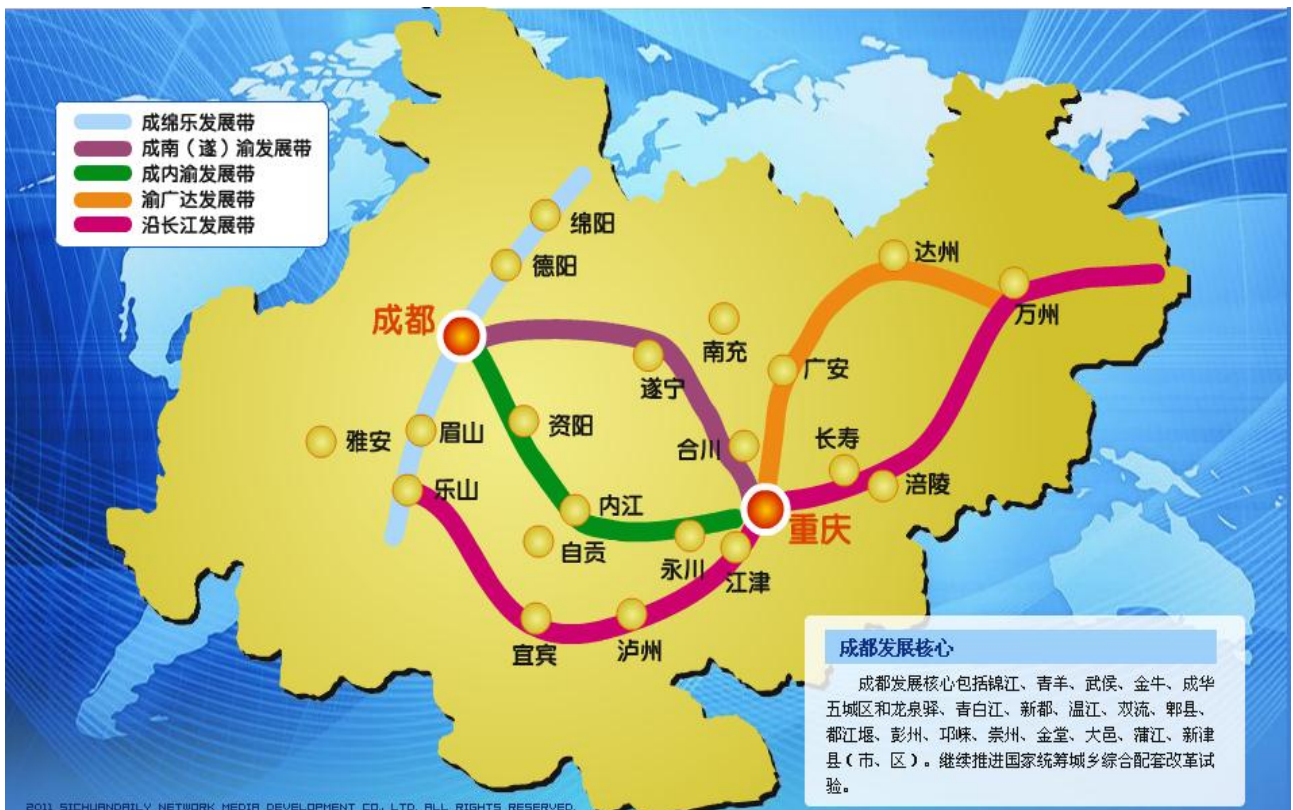 成绵乐发展带
成南（遂）渝发展带
成内渝发展带
渝广达发展带
沿长江发展带
绵阳
德阳
达州
成都
南充
万州
遂宁
广安
雅安
眉山
资阳
合川
长寿
乐山
内江
涪陵
自贡
永川
重庆
江津
宜宾
泸州
成都发展核心
成都发展核心包括锦江、青羊、武侯、金牛、成华
五城区和龙泉驿、青白江、新都、温江、双流、郫县、
都江堰、彭州、邛崃、崇州、金堂、大邑、蒲江、新津
县（市、区）。继续推进国家统筹城乡综合配套改革试
验。
2011 SICHUANDAILY NETWORK MEDIA DEVELOPMENT CO., LTD. ALL RIGHTS RESERVED.